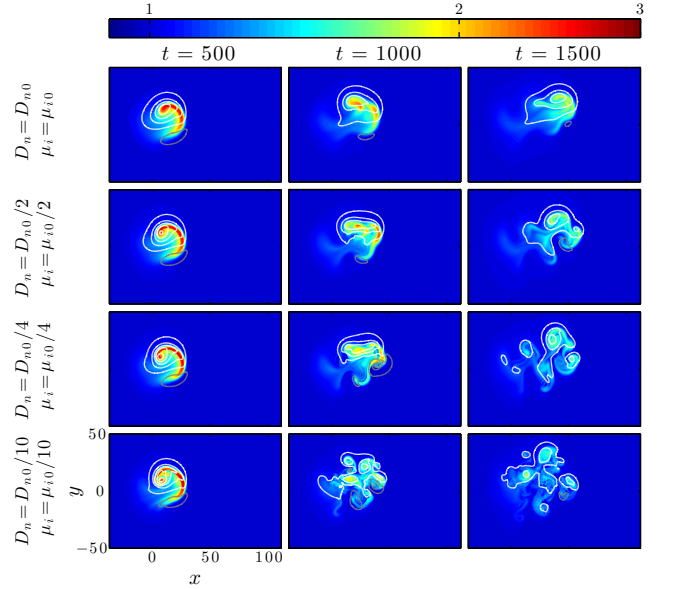 1 2 3
t = 500 t = 1000 t = 1500
D_n = D_{n0}
μ_i = μ_{i0}
D_n = D_{n0}/2
μ_i = μ_{i0}/2
D_n = D_{n0}/4
μ_i = μ_{i0}/4
D_n = D_{n0}/10
μ_i = μ_{i0}/10
50
y 0
−50
0 50 100
x